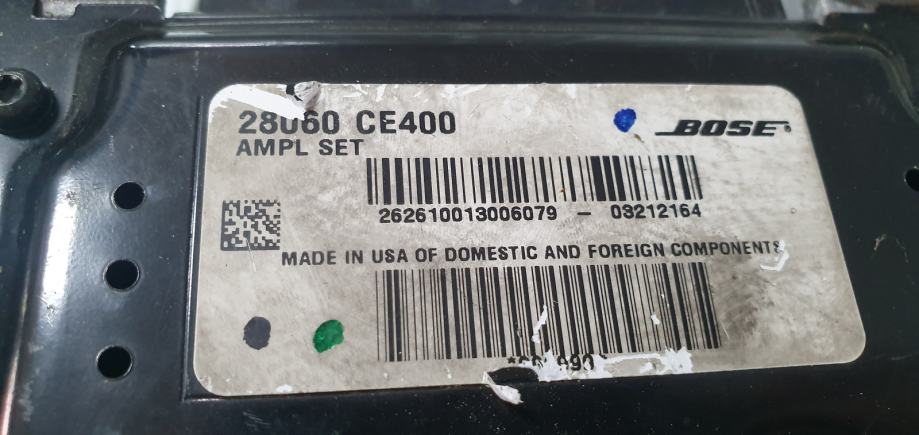 28060 CE400
BOSE®
AMPL SET
262610013006079 - 03212164
MADE IN USA OF DOMESTIC AND FOREIGN COMPONENTS